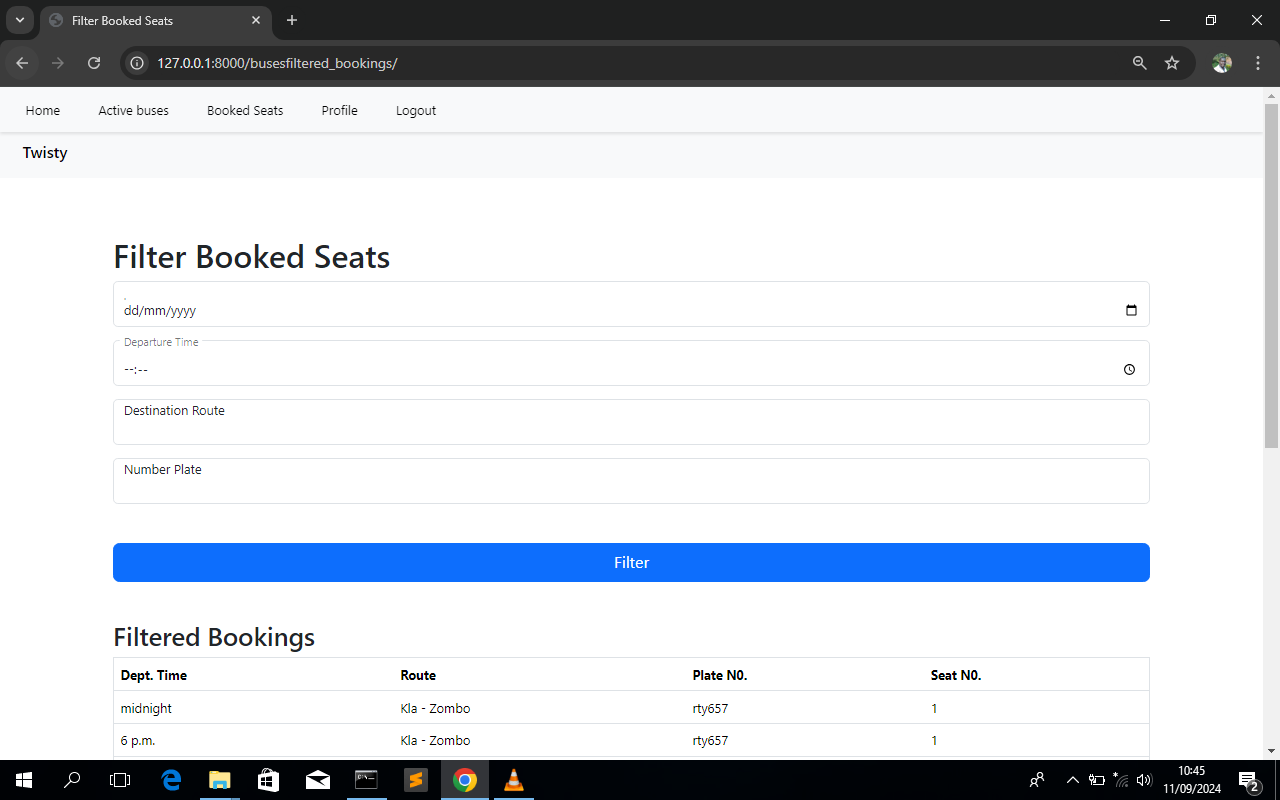 Filter Booked Seats
127.0.0.1:8000/busesfiltered_bookings/
Home Active buses Booked Seats Profile Logout
Twisty
Filter Booked Seats
dd/mm/yyyy
Departure Time
--:--
Destination Route
Number Plate
Filter
Filtered Bookings
Dept. Time Route Plate N0. Seat N0.
midnight Kla - Zombo rty657 1
6 p.m. Kla - Zombo rty657 1
10:45
11/09/2024
2